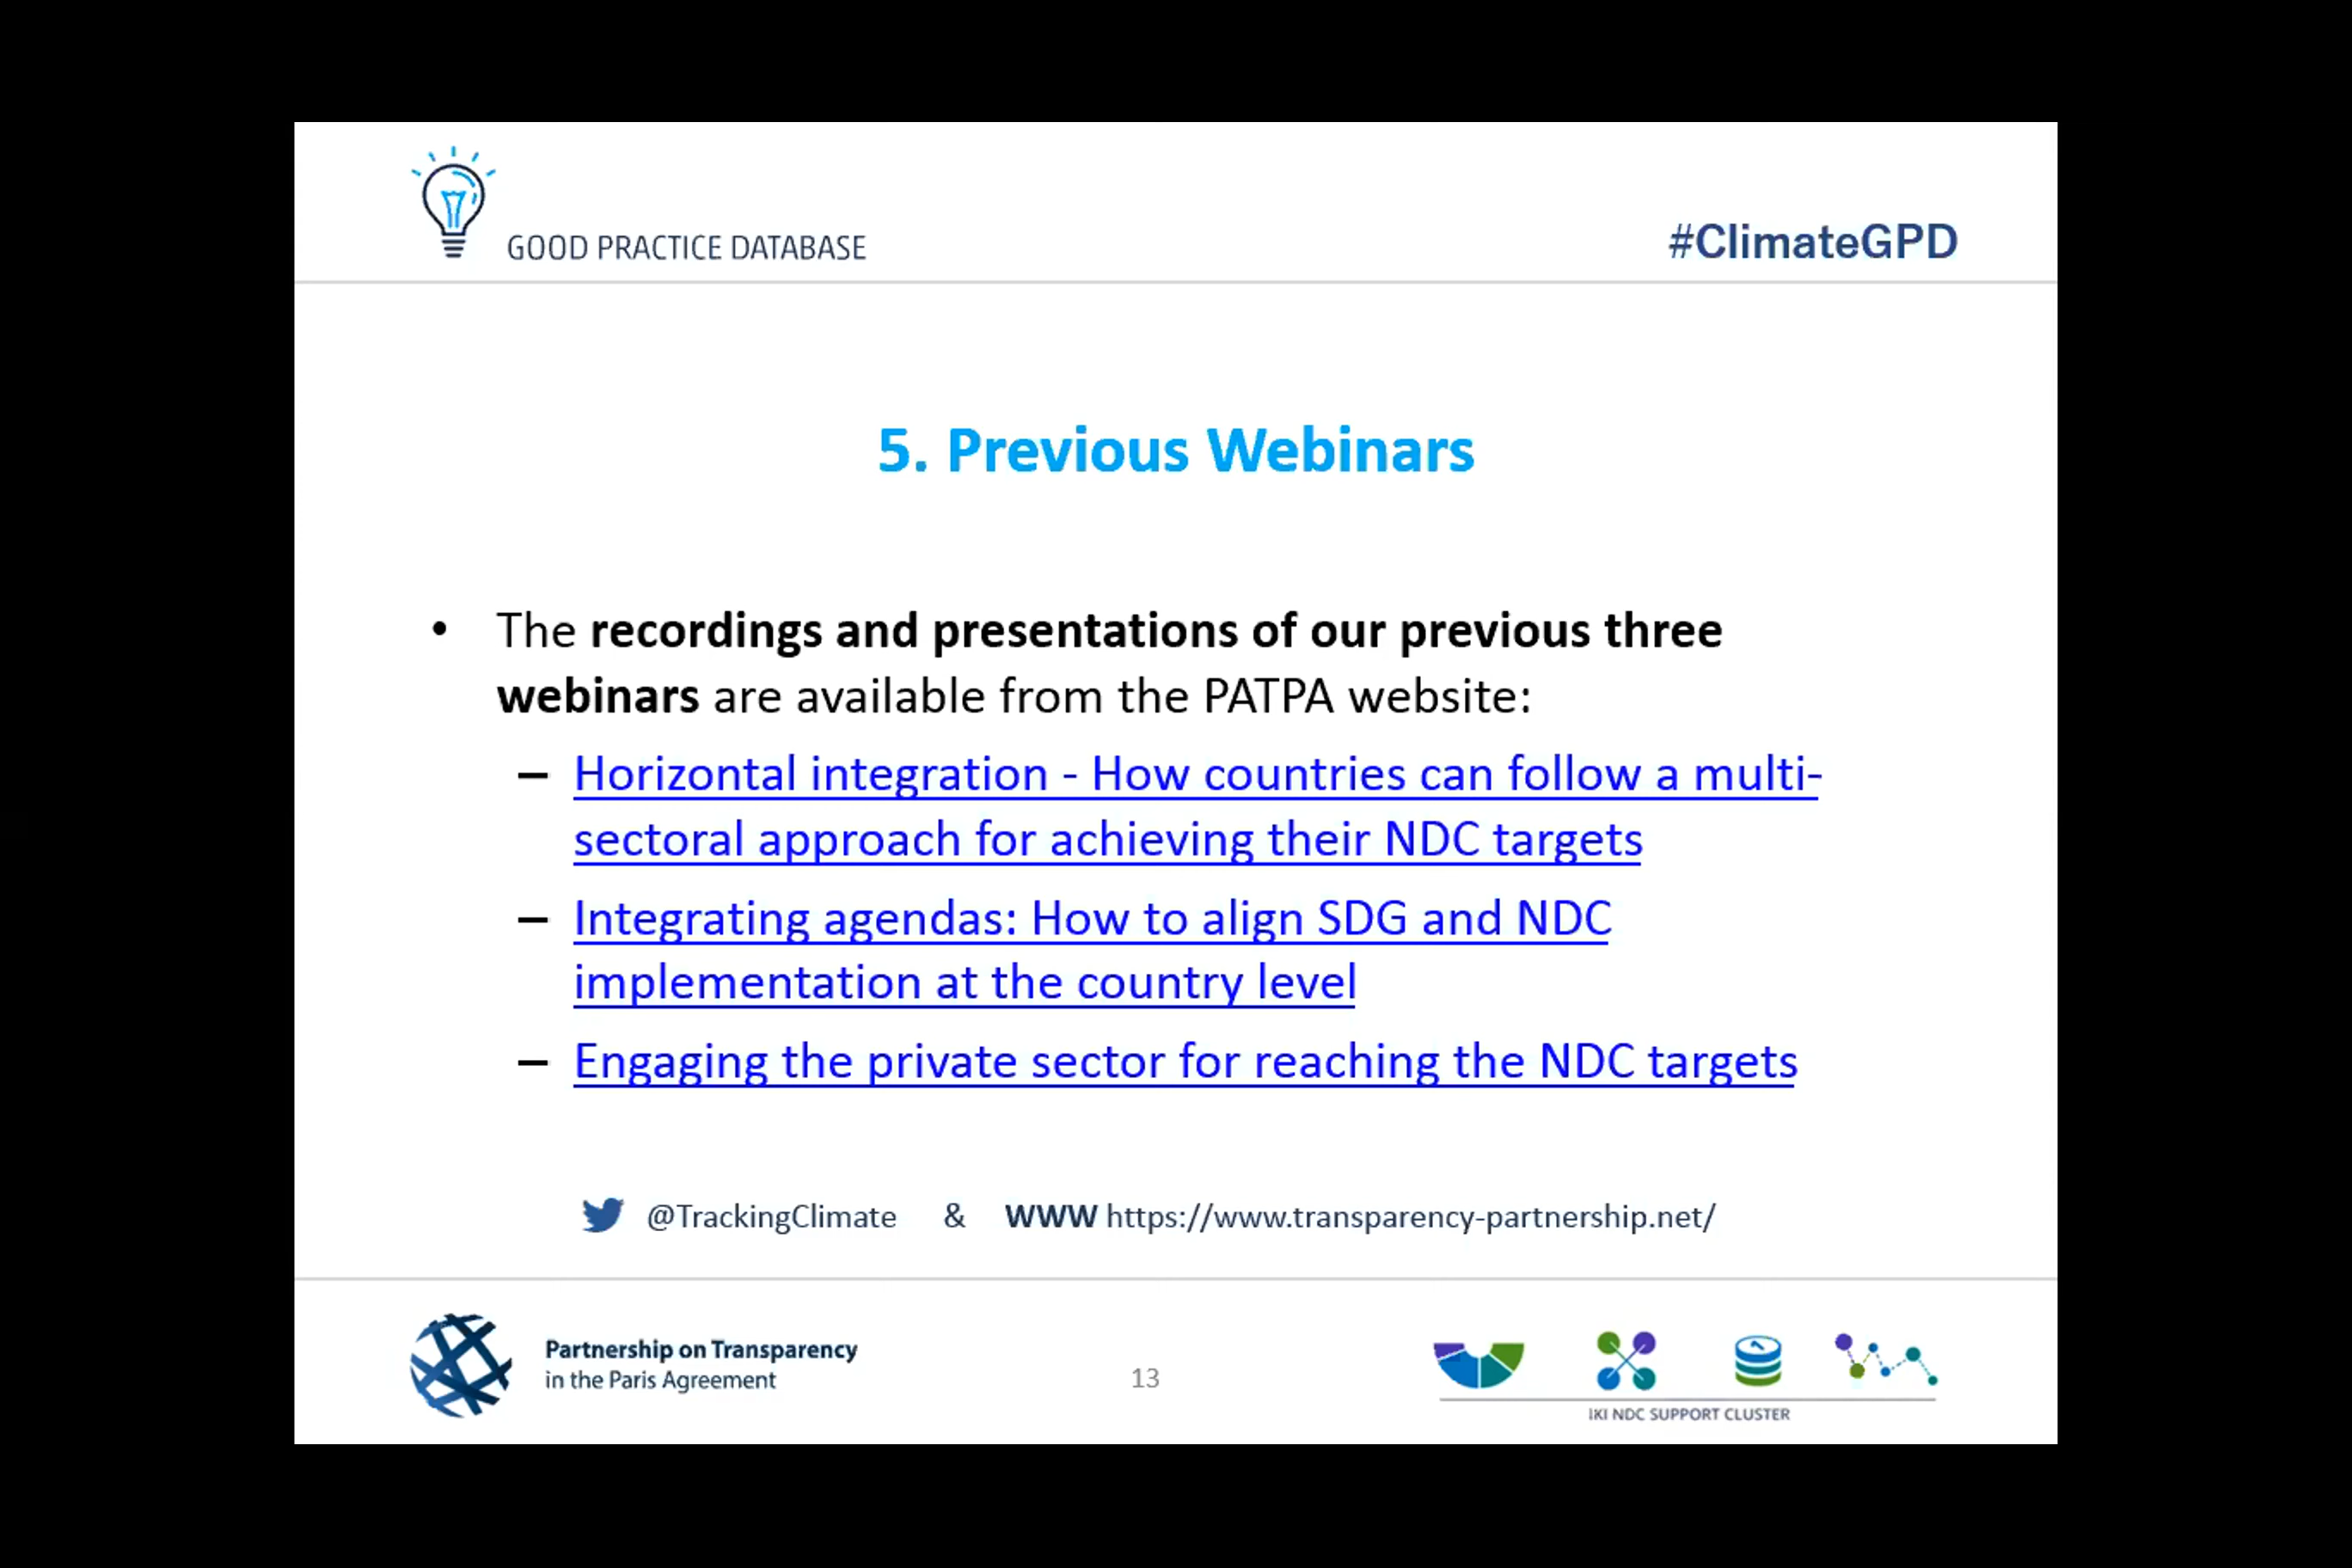 GOOD PRACTICE DATABASE
#ClimateGPD
5. Previous Webinars
• The recordings and presentations of our previous three
webinars are available from the PATPA website:
– Horizontal integration - How countries can follow a multi-
sectoral approach for achieving their NDC targets
– Integrating agendas: How to align SDG and NDC
implementation at the country level
– Engaging the private sector for reaching the NDC targets
@TrackingClimate & WWW https://www.transparency-partnership.net/
Partnership on Transparency
in the Paris Agreement
13
IKI NDC SUPPORT CLUSTER